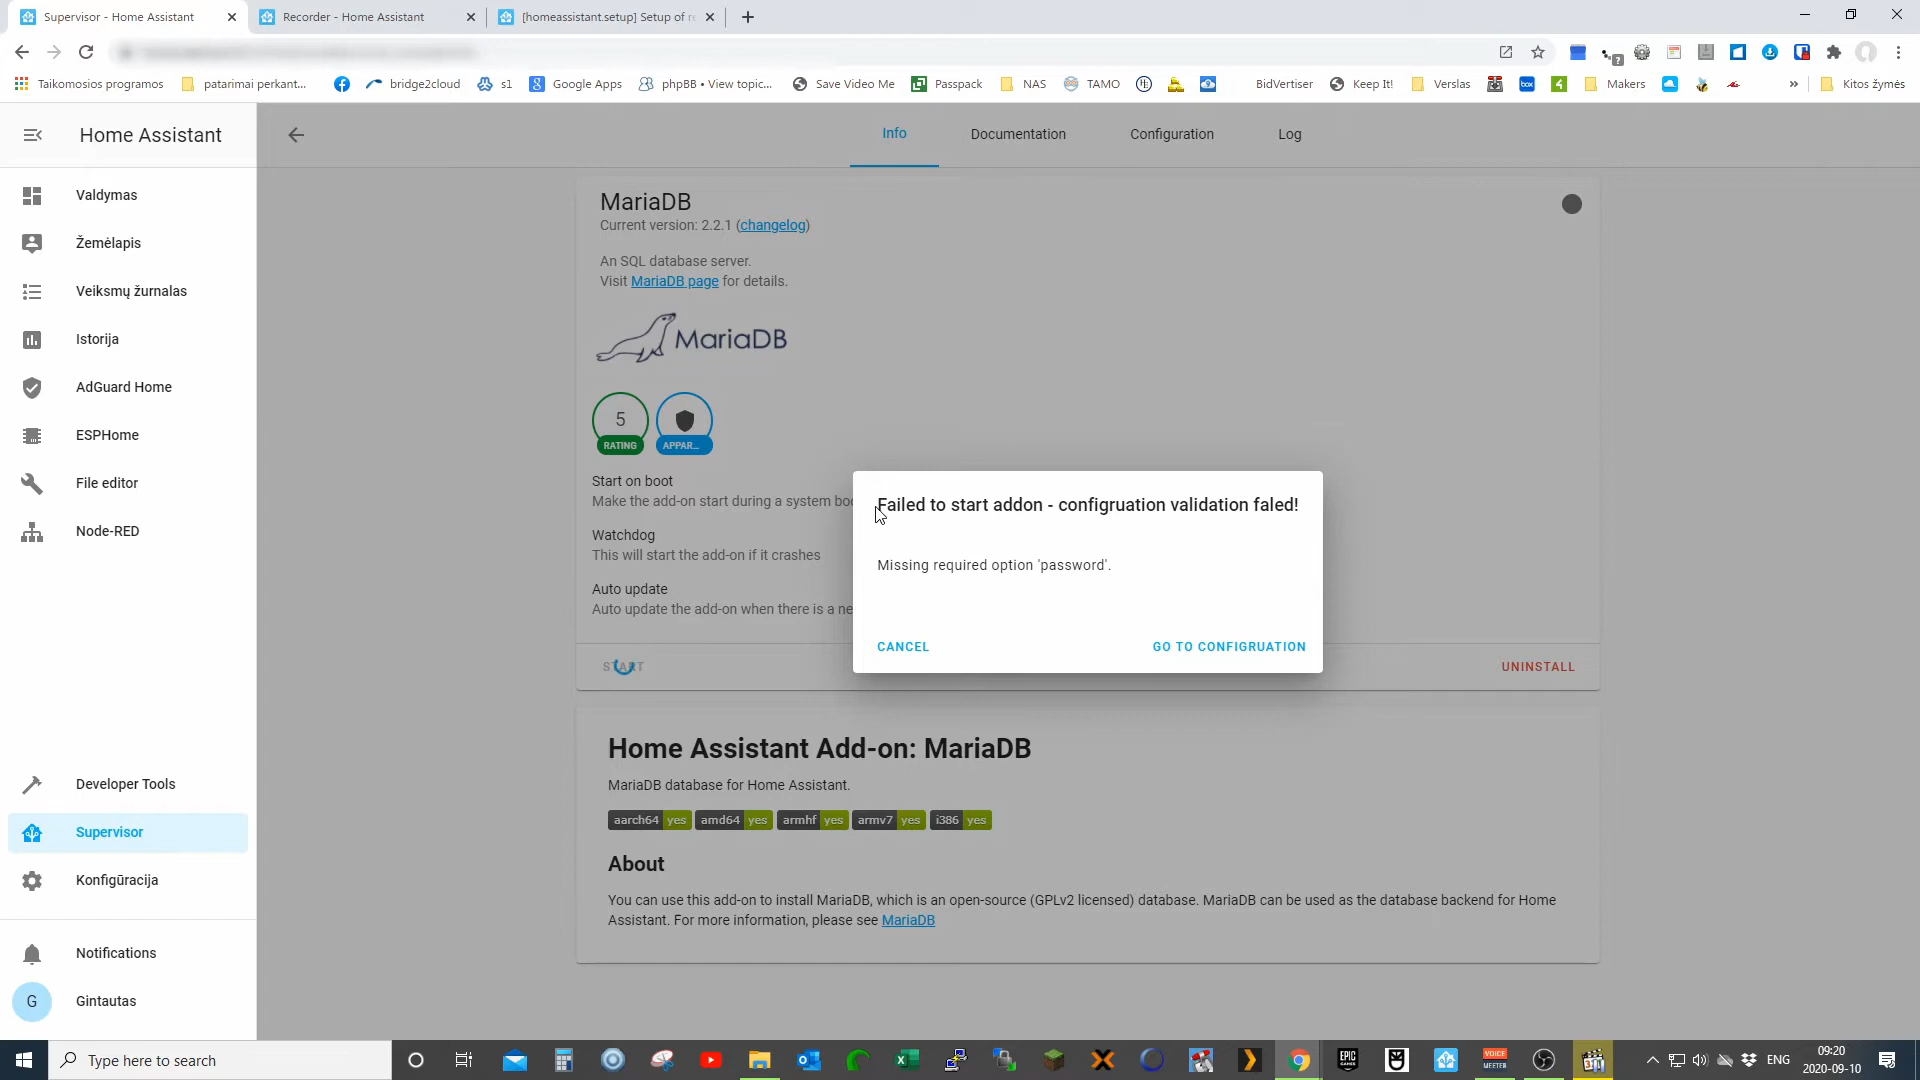 Supervisor - Home Assistant
Recorder - Home Assistant
[homeassistant.setup] Setup of re
Taikomosios programos
patarimai perkant...
bridge2cloud
s1
Google Apps
phpBB • View topic...
Save Video Me
Passpack
NAS
TAMO
BidVertiser
Keep It!
Verslas
Makers
»
Kitos žymės
Home Assistant
Info
Documentation
Configuration
Log
Valdymas
Žemėlapis
Veiksmų žurnalas
Istorija
AdGuard Home
ESPHome
File editor
Node-RED
Developer Tools
Supervisor
Konfigūracija
Notifications
G
Gintautas
MariaDB
Current version: 2.2.1 (changelog)
An SQL database server.
Visit MariaDB page for details.
MariaDB
5
RATING
APPAR...
Start on boot
Make the add-on start during a system boo
Watchdog
This will start the add-on if it crashes
Auto update
Auto update the add-on when there is a ne
START
UNINSTALL
Failed to start addon - configruation validation faled!
Missing required option 'password'.
CANCEL
GO TO CONFIGRUATION
Home Assistant Add-on: MariaDB
MariaDB database for Home Assistant.
aarch64 yes amd64 yes armhf yes armv7 yes i386 yes
About
You can use this add-on to install MariaDB, which is an open-source (GPLv2 licensed) database. MariaDB can be used as the database backend for Home
Assistant. For more information, please see MariaDB
Type here to search
EPIC
GAMES
VOICE
MEETER
ENG
09:20
2020-09-10